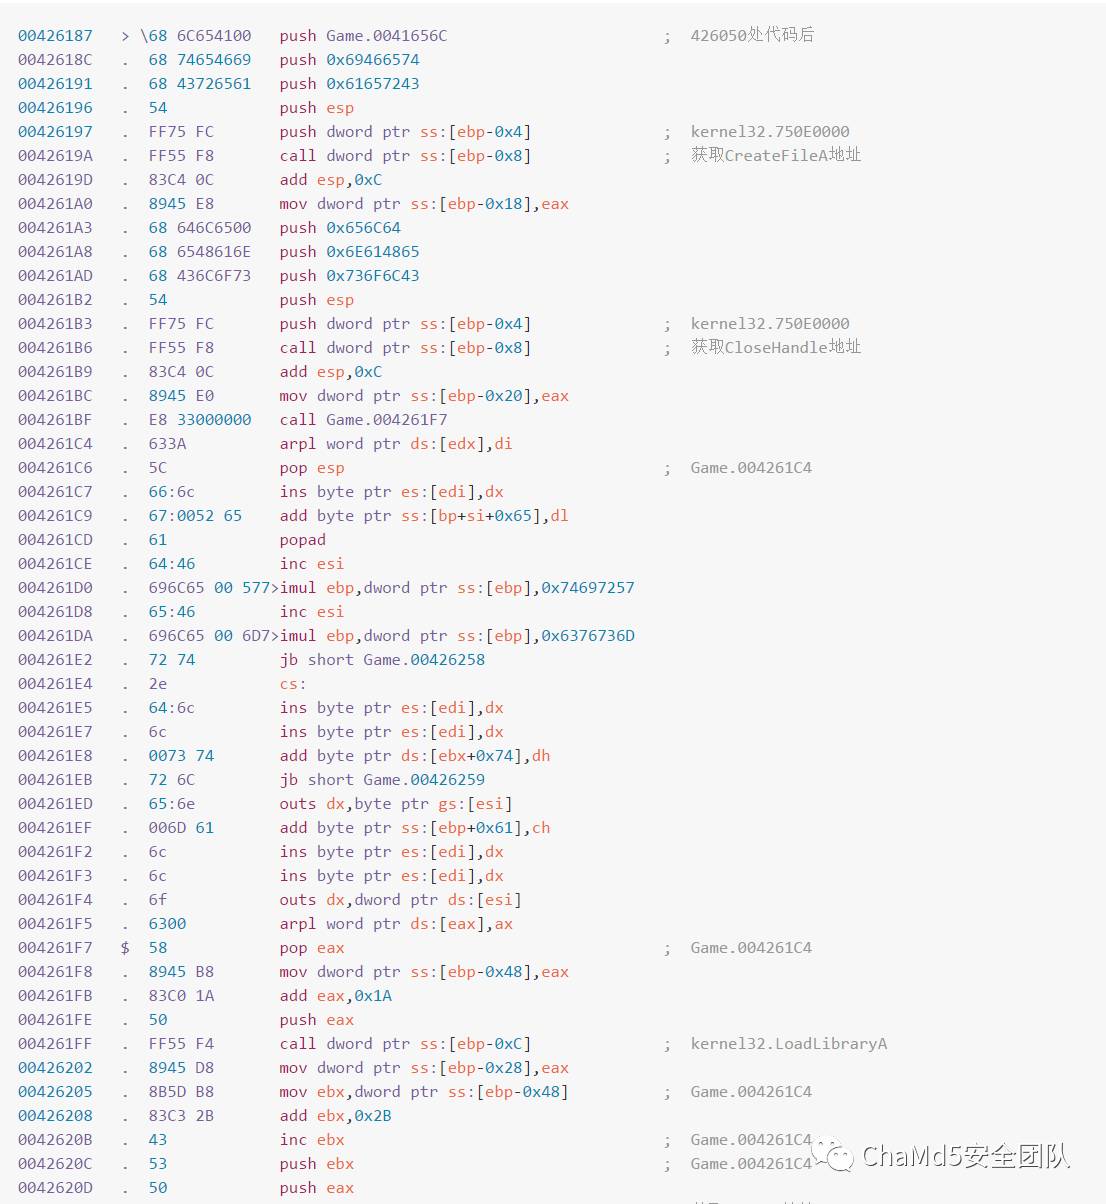 00426187 > \68 6C654100 push Game.0041656C ; 426050处代码后
0042618C . 68 74654669 push 0x69466574
00426191 . 68 43726561 push 0x61657243
00426196 . 54 push esp
00426197 . FF75 FC push dword ptr ss:[ebp-0x4] ; kernel32.750E0000
0042619A . FF55 F8 call dword ptr ss:[ebp-0x8] ; 获取CreateFileA地址
0042619D . 83C4 0C add esp,0xC
004261A0 . 8945 E8 mov dword ptr ss:[ebp-0x18],eax
004261A3 . 68 646C6500 push 0x656C64
004261A8 . 68 6548616E push 0x6E614865
004261AD . 68 436C6F73 push 0x736F6C43
004261B2 . 54 push esp
004261B3 . FF75 FC push dword ptr ss:[ebp-0x4] ; kernel32.750E0000
004261B6 . FF55 F8 call dword ptr ss:[ebp-0x8] ; 获取CloseHandle地址
004261B9 . 83C4 0C add esp,0xC
004261BC . 8945 E0 mov dword ptr ss:[ebp-0x20],eax
004261BF . E8 33000000 call Game.004261F7
004261C4 . 633A arpl word ptr ds:[edx],di
004261C6 . 5C pop esp ; Game.004261C4
004261C7 . 66:6c ins byte ptr es:[edi],dx
004261C9 . 67:0052 65 add byte ptr ss:[bp+si+0x65],dl
004261CD . 61 popad
004261CE . 64:46 inc esi
004261D0 . 696C65 00 577>imul ebp,dword ptr ss:[ebp],0x74697257
004261D8 . 65:46 inc esi
004261DA . 696C65 00 6D7>imul ebp,dword ptr ss:[ebp],0x6376736D
004261E2 . 72 74 jb short Game.00426258
004261E4 . 2e cs:
004261E5 . 64:6c ins byte ptr es:[edi],dx
004261E7 . 6c ins byte ptr es:[edi],dx
004261E8 . 0073 74 add byte ptr ds:[ebx+0x74],dh
004261EB . 72 6C jb short Game.00426259
004261ED . 65:6e outs dx,byte ptr gs:[esi]
004261EF . 006D 61 add byte ptr ss:[ebp+0x61],ch
004261F2 . 6c ins byte ptr es:[edi],dx
004261F3 . 6c ins byte ptr es:[edi],dx
004261F4 . 6f outs dx,dword ptr ds:[esi]
004261F5 . 6300 arpl word ptr ds:[eax],ax
004261F7 $ 58 pop eax ; Game.004261C4
004261F8 . 8945 B8 mov dword ptr ss:[ebp-0x48],eax
004261FB . 83C0 1A add eax,0x1A
004261FE . 50 push eax
004261FF . FF55 F4 call dword ptr ss:[ebp-0xC] ; kernel32.LoadLibraryA
00426202 . 8945 D8 mov dword ptr ss:[ebp-0x28],eax
00426205 . 8B5D B8 mov ebx,dword ptr ss:[ebp-0x48] ; Game.004261C4
00426208 . 83C3 2B add ebx,0x2B
0042620B . 43 inc ebx ; Game.004261C4
0042620C . 53 push ebx ; Game.004261C4
0042620D . 50 push eax
ChaMd5安全团队